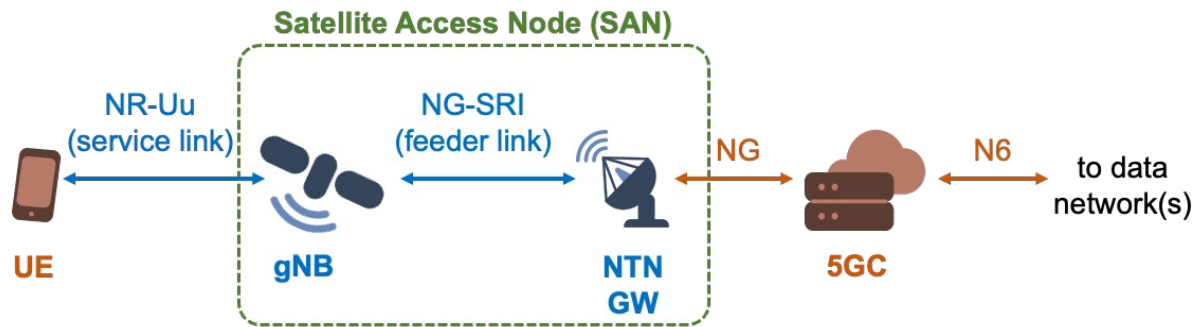 Satellite Access Node (SAN)
NR-Uu
(service link)
NG-SRI
(feeder link)
NG
N6
to data
network(s)
UE
gNB
NTN
GW
5GC